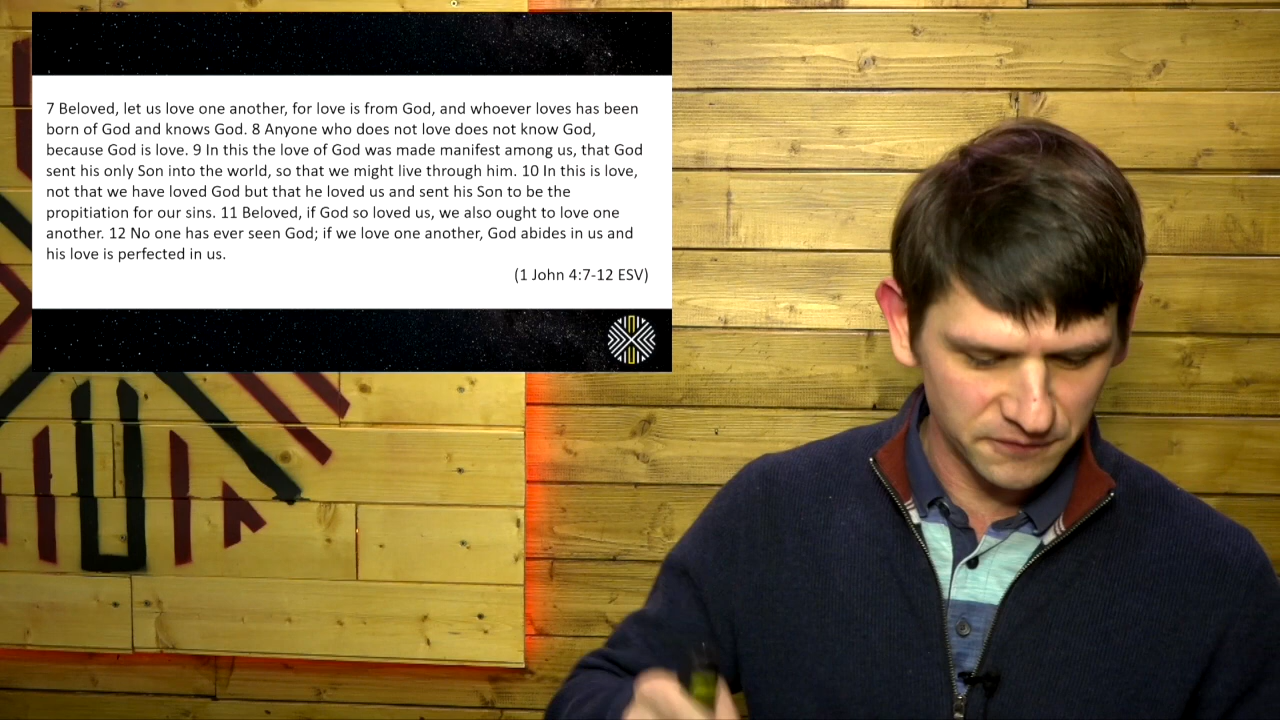 7 Beloved, let us love one another, for love is from God, and whoever loves has been
born of God and knows God. 8 Anyone who does not love does not know God,
because God is love. 9 In this the love of God was made manifest among us, that God
sent his only Son into the world, so that we might live through him. 10 In this is love,
not that we have loved God but that he loved us and sent his Son to be the
propitiation for our sins. 11 Beloved, if God so loved us, we also ought to love one
another. 12 No one has ever seen God; if we love one another, God abides in us and
his love is perfected in us.
(1 John 4:7-12 ESV)